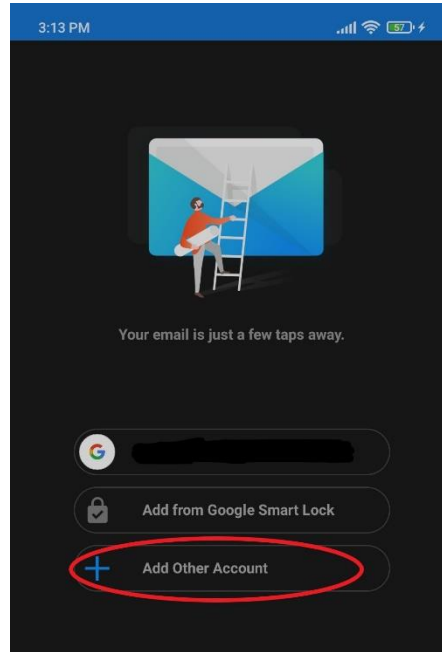 3:13 PM
57
Your email is just a few taps away.
G
Add from Google Smart Lock
Add Other Account